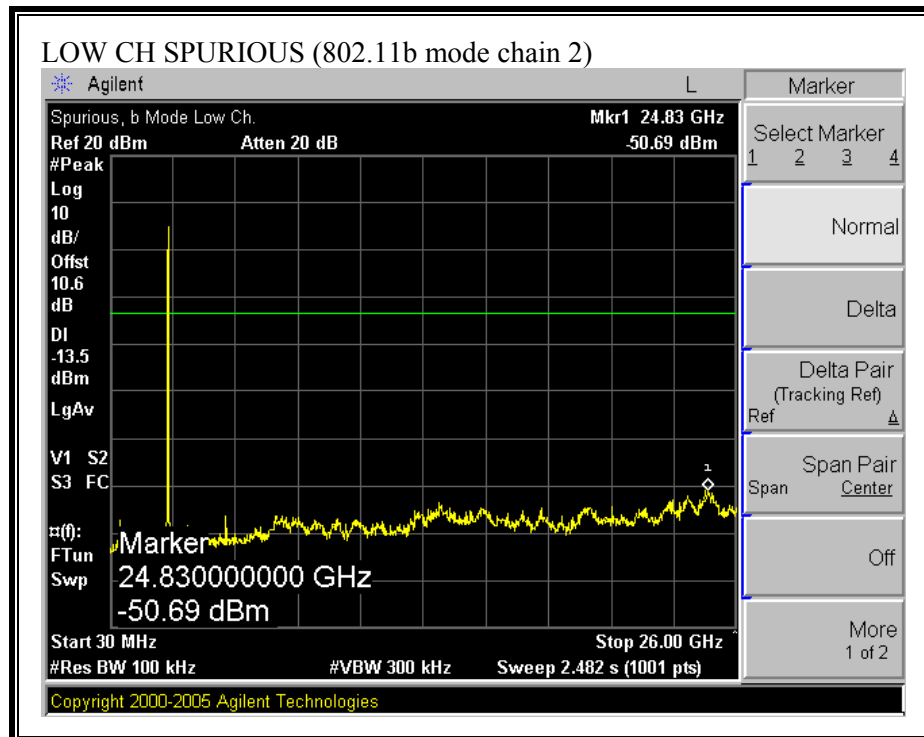 LOW CH SPURIOUS (802.11b mode chain 2)
Agilent L
Spurious, b Mode Low Ch. Mkr1 24.83 GHz
Ref 20 dBm Atten 20 dB -50.69 dBm
#Peak
Log
10
dB/
Offst
10.6
dB
DI
-13.5
dBm
LgAv
V1 S2
S3 FC
¤(f):
FTun
Swp
1
Marker
24.830000000 GHz
-50.69 dBm
Start 30 MHz Stop 26.00 GHz ^
#Res BW 100 kHz #VBW 300 kHz Sweep 2.482 s (1001 pts)
Copyright 2000-2005 Agilent Technologies
Marker
Select Marker
1 2 3 4
Normal
Delta
Delta Pair
(Tracking Ref)
Ref Δ
Span Pair
Span Center
Off
More
1 of 2